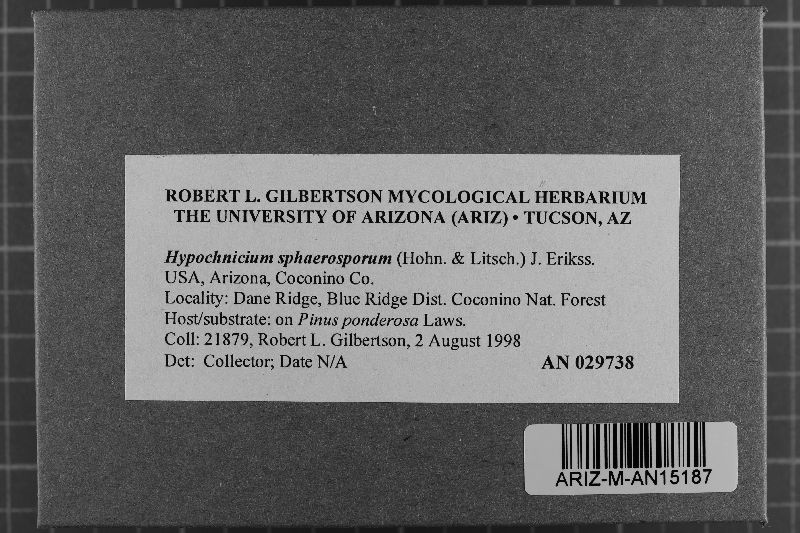 ROBERT L. GILBERTSON MYCOLOGICAL HERBARIUM
THE UNIVERSITY OF ARIZONA (ARIZ) • TUCSON, AZ
Hypochnicium sphaerosporum (Hohn. & Litsch.) J. Erikss.
USA, Arizona, Coconino Co.
Locality: Dane Ridge, Blue Ridge Dist. Coconino Nat. Forest
Host/substrate: on Pinus ponderosa Laws.
Coll: 21879, Robert L. Gilbertson, 2 August 1998
Det: Collector; Date N/A AN 029738
ARIZ-M-AN15187